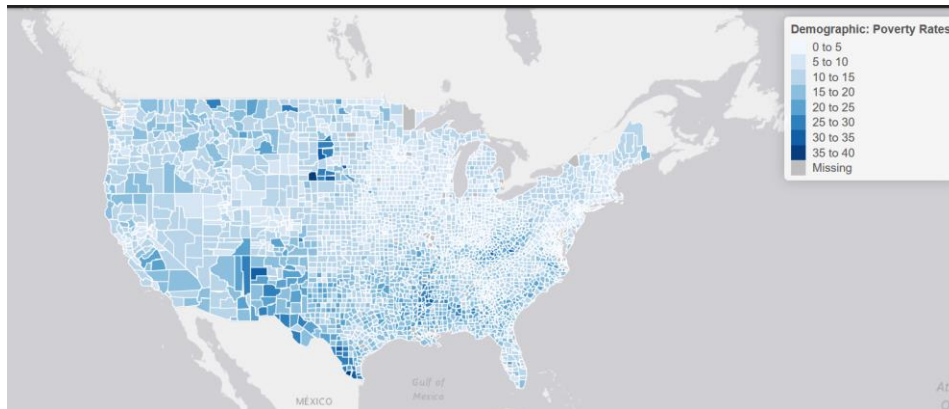 Demographic: Poverty Rates
0 to 5
5 to 10
10 to 15
15 to 20
20 to 25
25 to 30
30 to 35
35 to 40
Missing
Gulf of
Mexico
MÉXICO
At